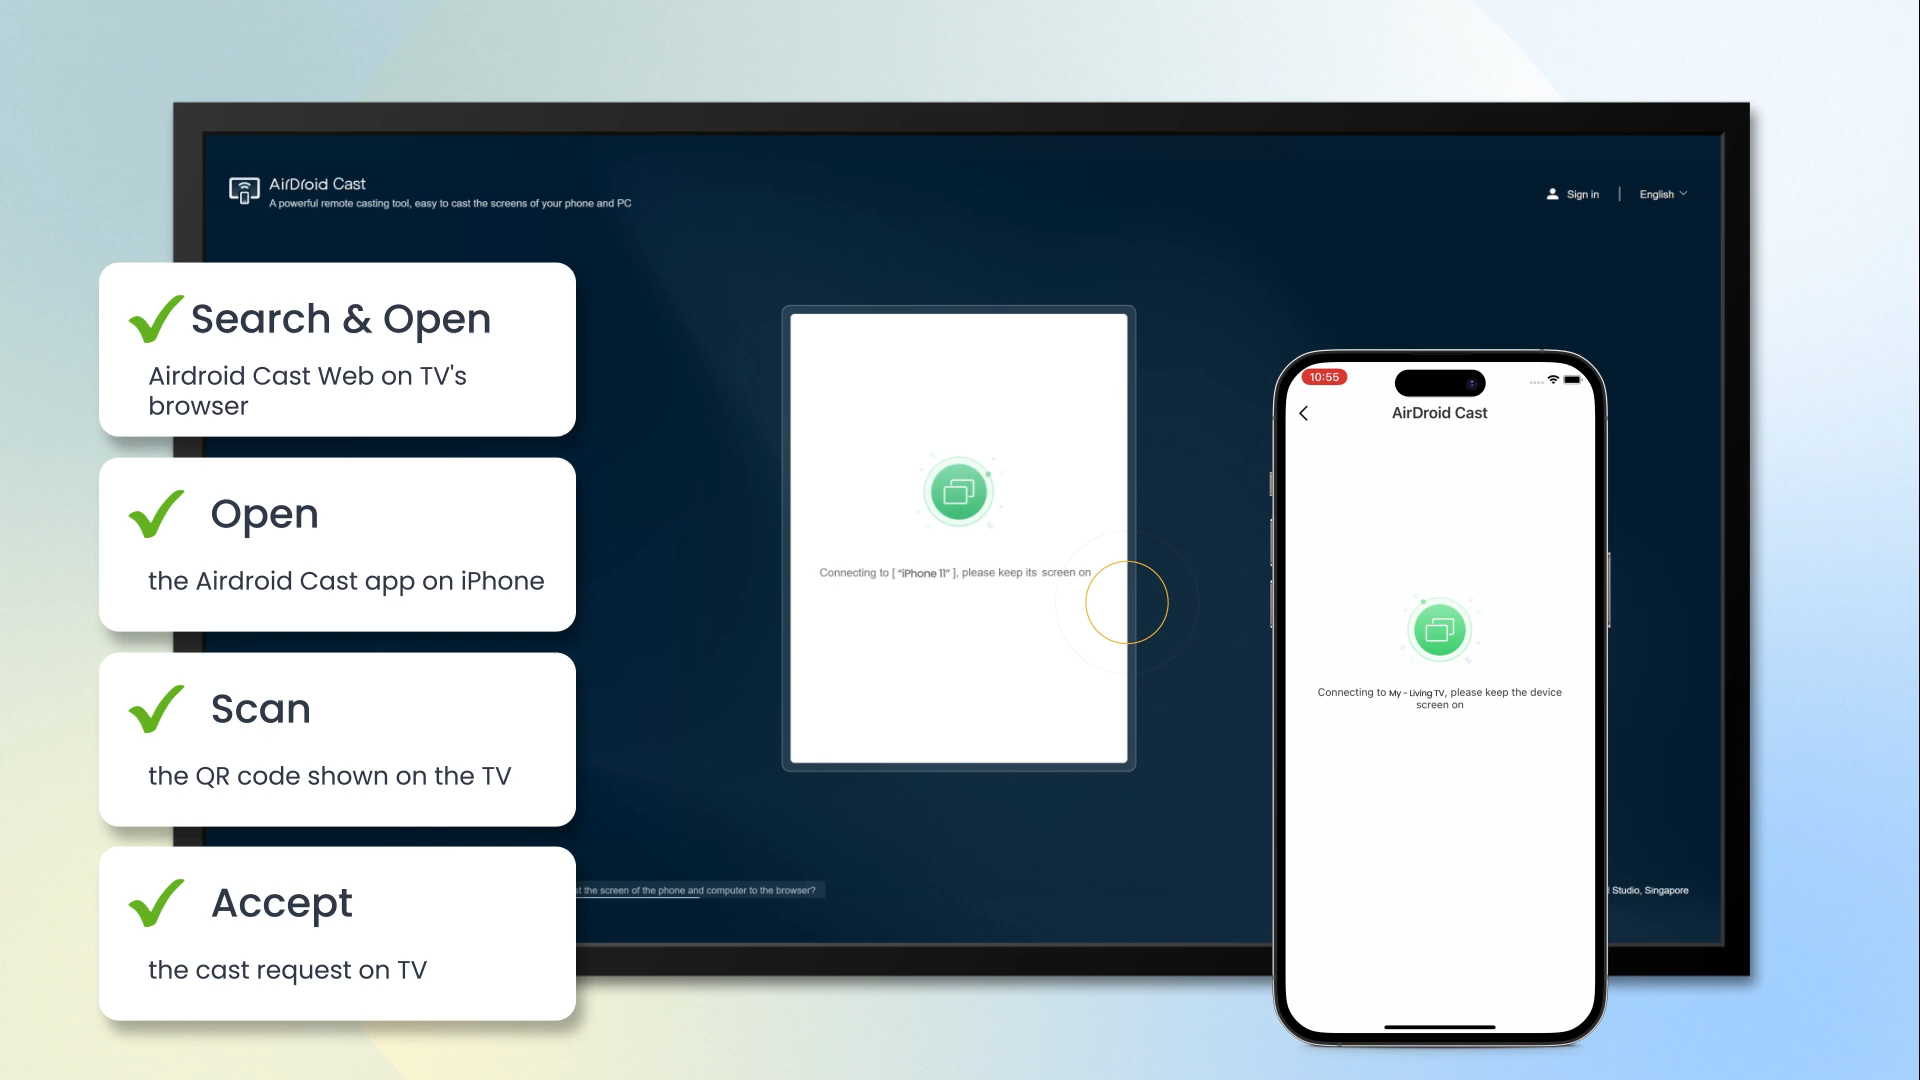 AirDroid Cast
A powerful remote casting tool, easy to cast the screens of your phone and PC
Sign in
English
Search & Open
Airdroid Cast Web on TV's
browser
Open
the Airdroid Cast app on iPhone
Scan
the QR code shown on the TV
Accept
the cast request on TV
Connecting to [ “iPhone 11” ], please keep its screen on
10:55
AirDroid Cast
Connecting to My - Living TV, please keep the device
screen on
the screen of the phone and computer to the browser?
Studio, Singapore